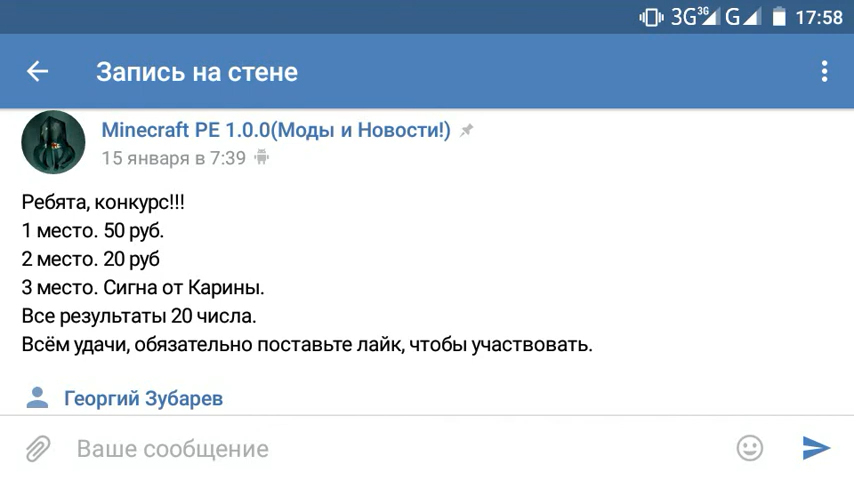 3G 3G G 17:58
Запись на стене
Minecraft PE 1.0.0(Моды и Новости!)
15 января в 7:39
Ребята, конкурс!!!
1 место. 50 руб.
2 место. 20 руб
3 место. Сигна от Карины.
Все результаты 20 числа.
Всём удачи, обязательно поставьте лайк, чтобы участвовать.
Георгий Зубарев
Ваше сообщение